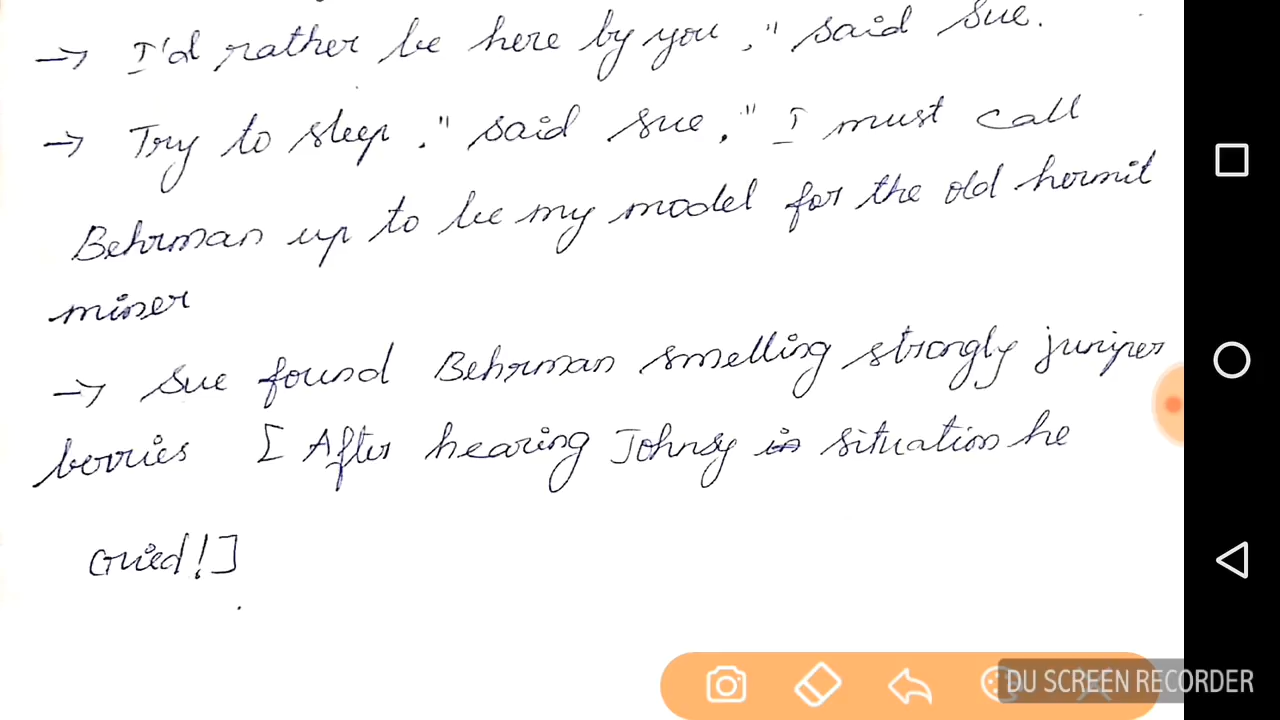 → I'd rather be here by you," said Sue.
→ Try to sleep," said sue," I must call
Behrman up to be my model for the old hermit
miner
→ Sue found Behrman smelling strongly juniper
berries [ After hearing Johnsy in situation he
cried! ]
DU SCREEN RECORDER